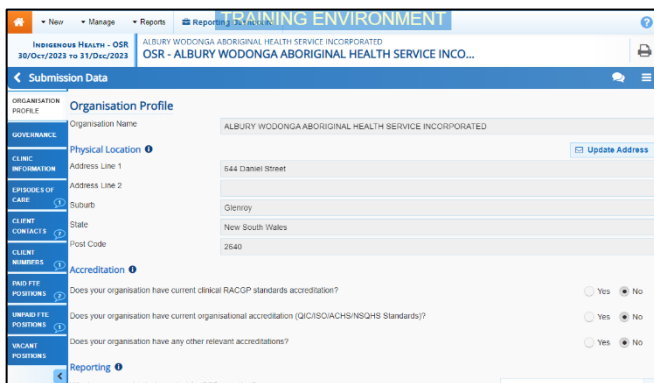 New Manage Reports Reporting
TRAINING ENVIRONMENT
Indigenous Health - OSR
30/Oct/2023 to 31/Dec/2023
ALBURY WODONGA ABORIGINAL HEALTH SERVICE INCORPORATED
OSR - ALBURY WODONGA ABORIGINAL HEALTH SERVICE INCO...
Submission Data
ORGANISATION PROFILE
GOVERNANCE
CLINIC INFORMATION
EPISODES OF CARE
CLIENT CONTACTS
CLIENT NUMBERS
PAID FTE POSITIONS
UNPAID FTE POSITIONS
VACANT POSITIONS
Organisation Profile
Organisation Name ALBURY WODONGA ABORIGINAL HEALTH SERVICE INCORPORATED
Physical Location Update Address
Address Line 1 644 Daniel Street
Address Line 2
Suburb Glenroy
State New South Wales
Post Code 2640
Accreditation
Does your organisation have current clinical RACGP standards accreditation? Yes No
Does your organisation have current organisational accreditation (QIC/ISO/ACHS/NSQHS Standards)? Yes No
Does your organisation have any other relevant accreditations? Yes No
Reporting